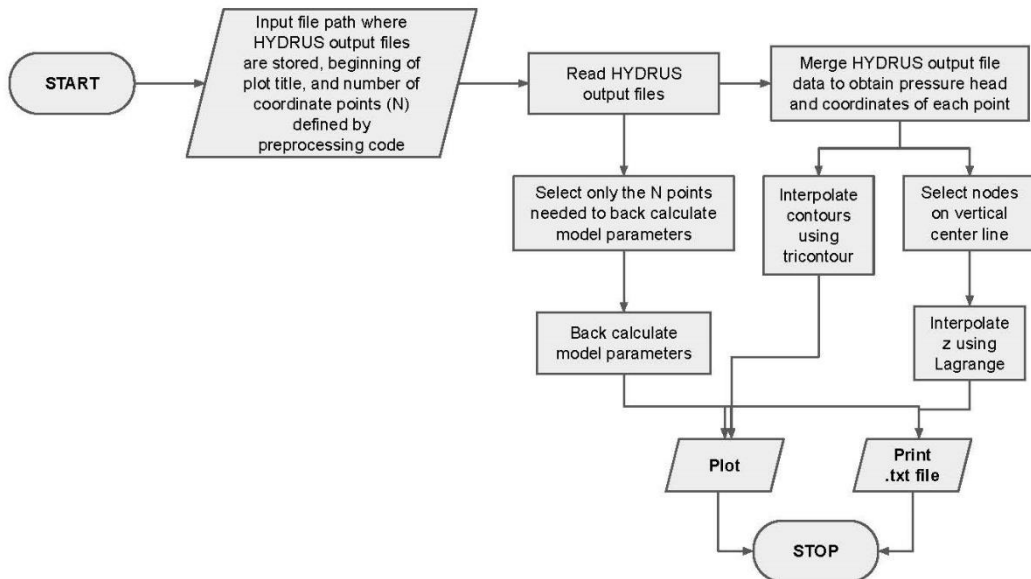 START
Input file path where
HYDRUS output files
are stored, beginning of
plot title, and number of
coordinate points (N)
defined by
preprocessing code
Read HYDRUS
output files
Merge HYDRUS output file
data to obtain pressure head
and coordinates of each point
Select only the N points
needed to back calculate
model parameters
Interpolate
contours
using
tricontour
Select nodes
on vertical
center line
Back calculate
model parameters
Interpolate
z using
Lagrange
Plot
Print
.txt file
STOP